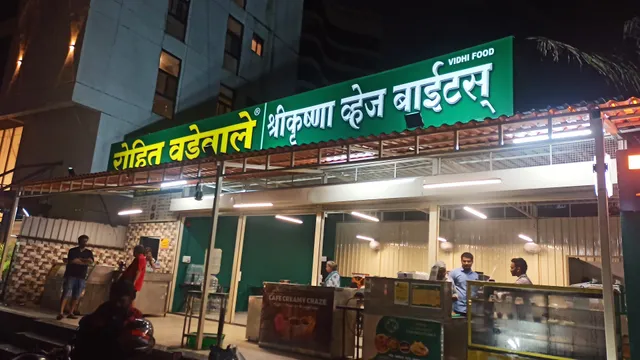 VIDHI FOOD
रोहित वडेवाले® श्रीकृष्णा व्हेज बाईटस्
CAFE CREAMY CRAZE